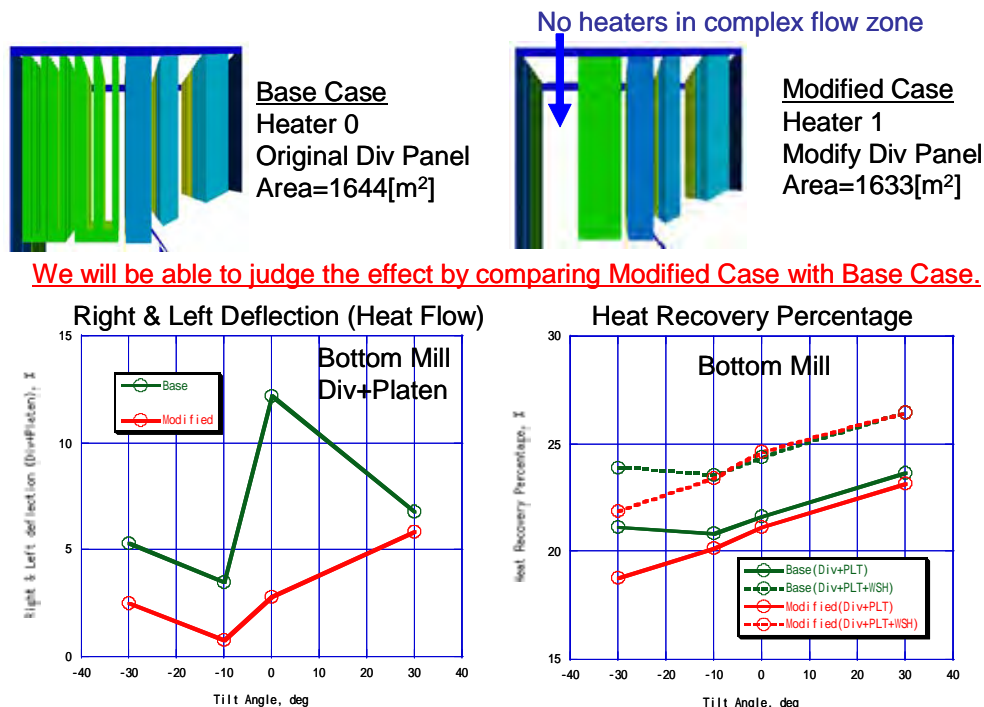 No heaters in complex flow zone
Base Case
Heater 0
Original Div Panel
Area=1644[m²]
Modified Case
Heater 1
Modify Div Panel
Area=1633[m²]
We will be able to judge the effect by comparing Modified Case with Base Case.
Right & Left Deflection (Heat Flow)
Bottom Mill
Div+Platen
Base
Modified
Right & Left deflection (Div+Platen), %
15
10
5
0
-40 -30 -20 -10 0 10 20 30 40
Tilt Angle, deg
Heat Recovery Percentage
Bottom Mill
Heat Recovery Percentage, %
30
25
20
15
Base(Div+PLT)
Base(Div+PLT+WSH)
Modified(Div+PLT)
Modified(Div+PLT+WSH)
-40 -30 -20 -10 0 10 20 30 40
Tilt Angle, deg